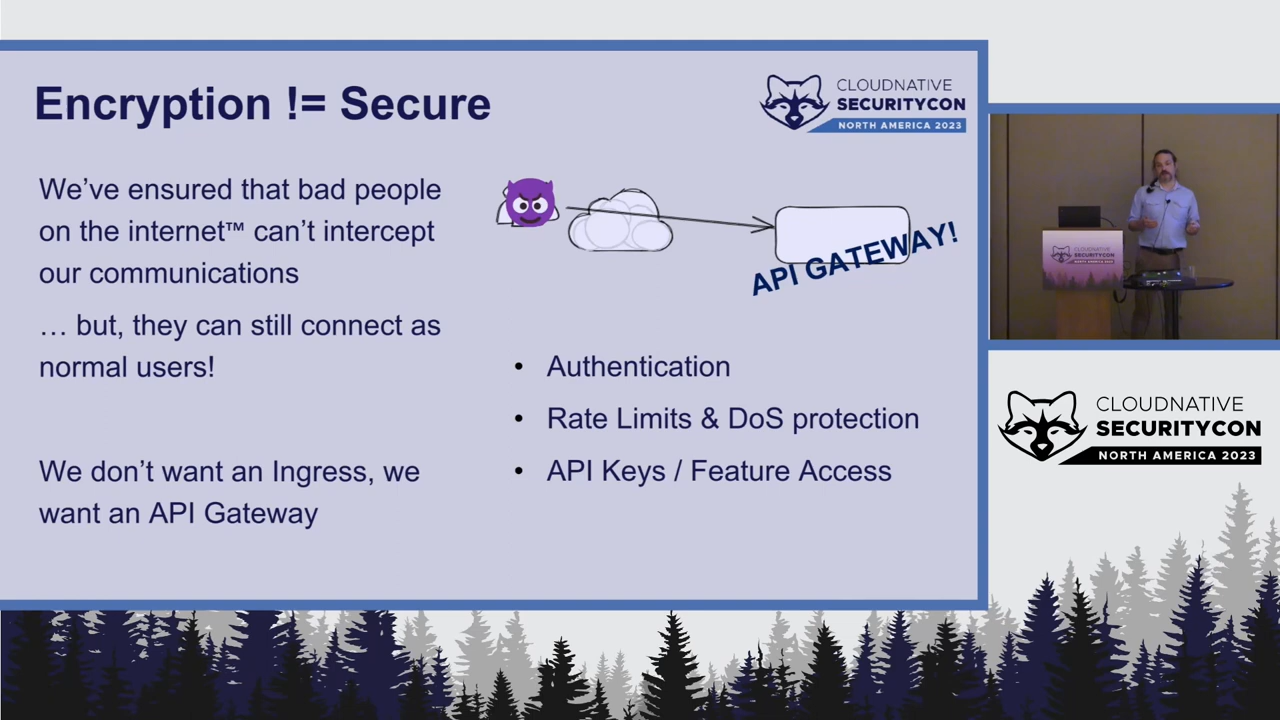 Encryption != Secure
CLOUDNATIVE
SECURITYCON
NORTH AMERICA 2023
We’ve ensured that bad people
on the internet™ can’t intercept
our communications
… but, they can still connect as
normal users!
We don’t want an Ingress, we
want an API Gateway
API GATEWAY!
• Authentication
• Rate Limits & DoS protection
• API Keys / Feature Access
CLOUDNATIVE
SECURITYCON
NORTH AMERICA 2023